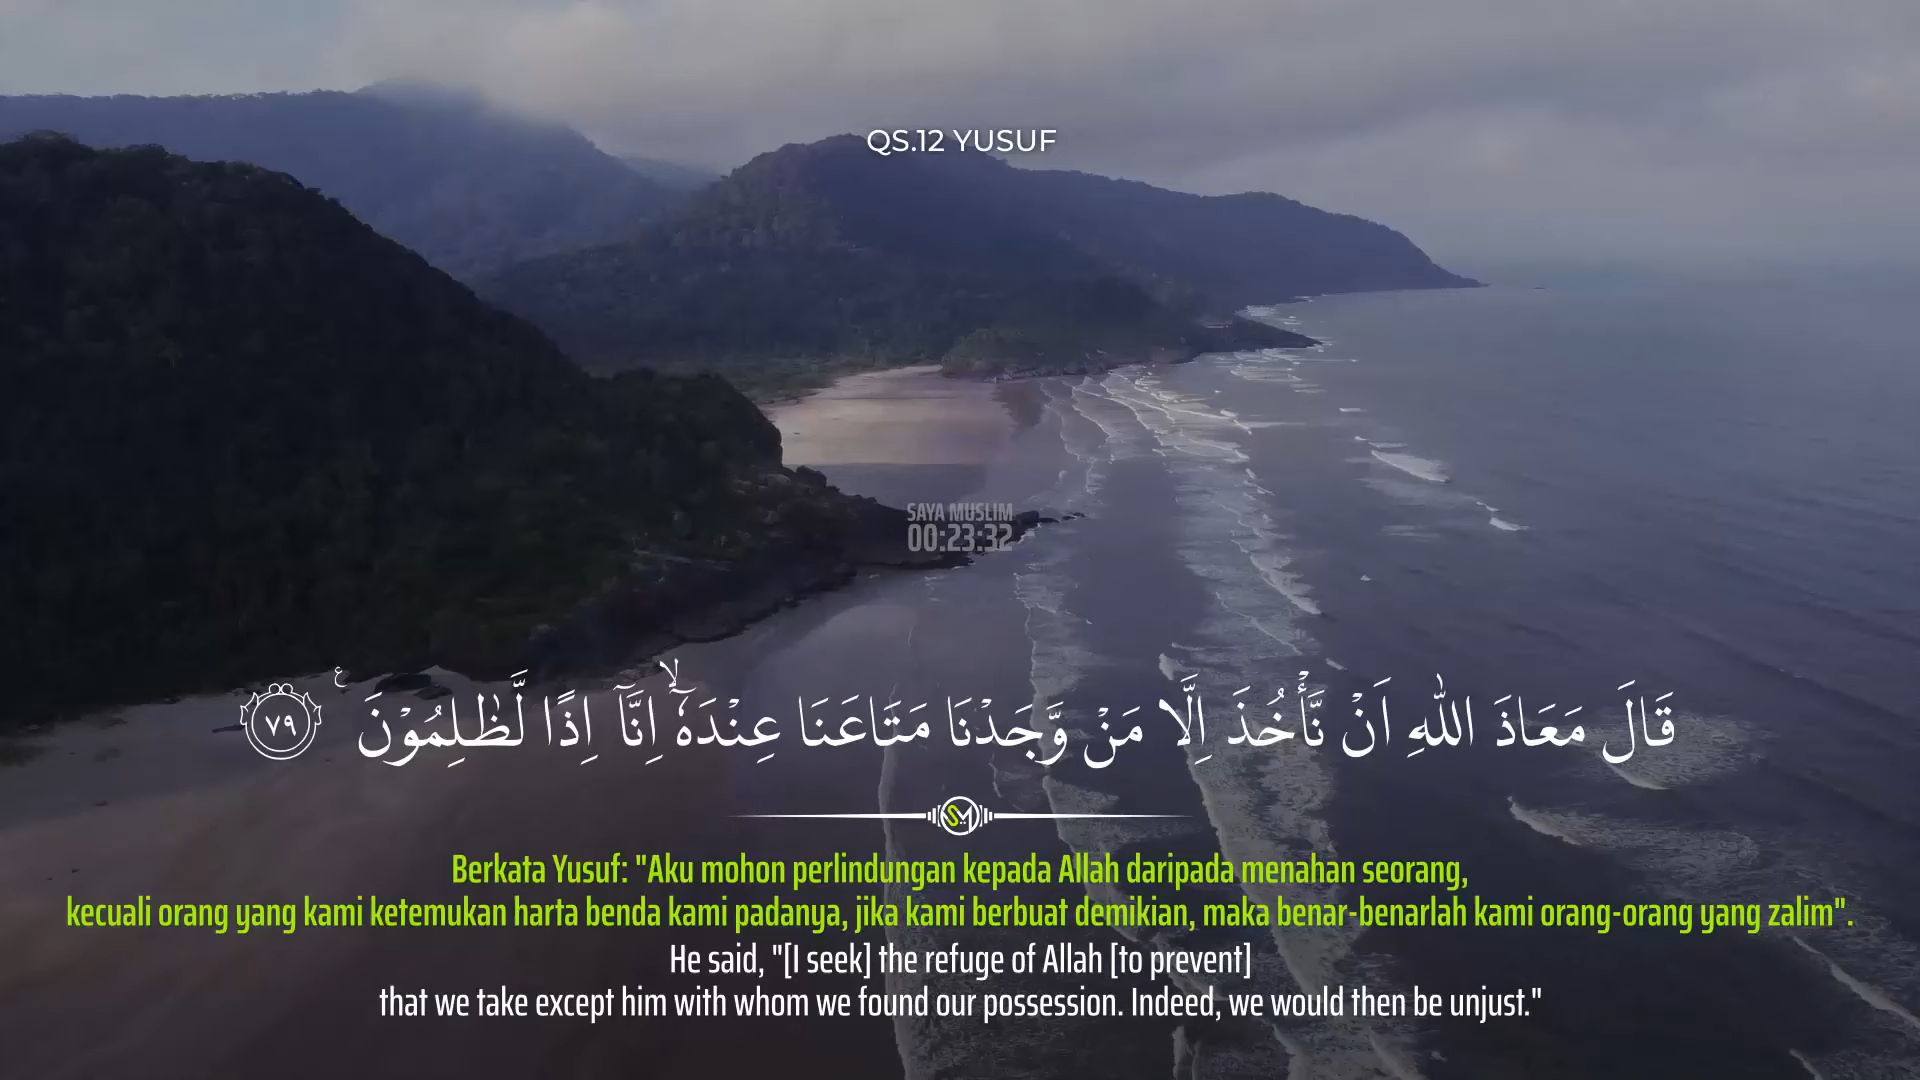 QS.12 YUSUF
SAYA MUSLIM
00:23:32
قَالَ مَعَاذَ اللّٰهِ اَنْ نَّأْخُذَ اِلَّا مَنْ وَّجَدْنَا مَتَاعَنَا عِنْدَهٗٓ ۙاِنَّآ اِذًا لَّظٰلِمُوْنَ ࣖ ٧٩
SM
Berkata Yusuf: "Aku mohon perlindungan kepada Allah daripada menahan seorang,
kecuali orang yang kami ketemukan harta benda kami padanya, jika kami berbuat demikian, maka benar-benarlah kami orang-orang yang zalim".
He said, "[I seek] the refuge of Allah [to prevent]
that we take except him with whom we found our possession. Indeed, we would then be unjust."